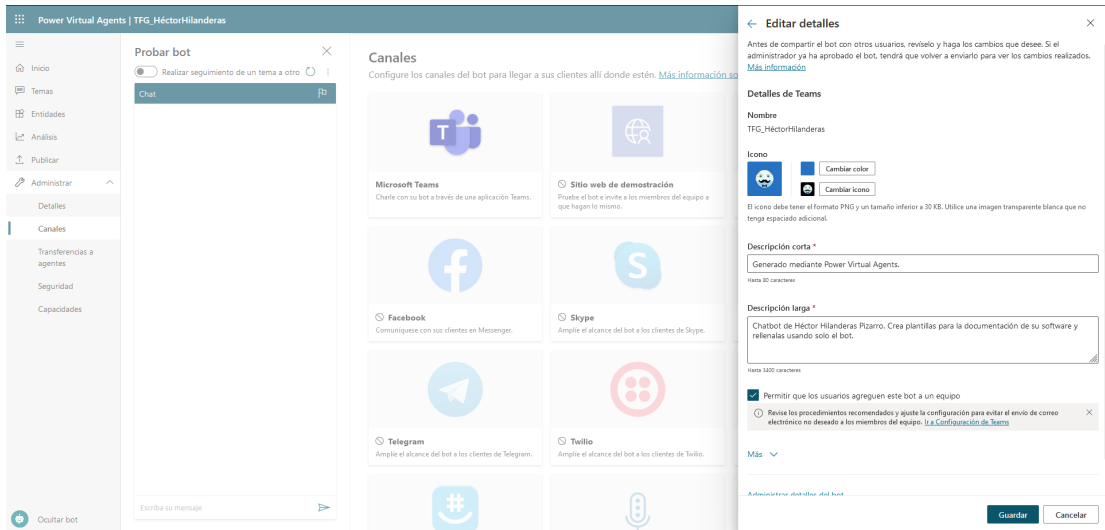 Power Virtual Agents | TFG_HéctorHilanderas
Inicio
Temas
Entidades
Análisis
Publicar
Administrar
Detalles
Canales
Transferencias a
agentes
Seguridad
Capacidades
Ocultar bot
Probar bot
Realizar seguimiento de un tema a otro
Chat
Escriba su mensaje
Canales
Configure los canales del bot para llegar a sus clientes allí donde estén. Más información so
Microsoft Teams
Charle con su bot a través de una aplicación Teams.
Sitio web de demostración
Pruebe el bot e invite a los miembros del equipo a
que hagan lo mismo.
Facebook
Comuníquese con sus clientes en Messenger.
Skype
Amplíe el alcance del bot a los clientes de Skype.
Telegram
Amplíe el alcance del bot a los clientes de Telegram.
Twilio
Amplíe el alcance del bot a los clientes de Twilio.
Editar detalles
Antes de compartir el bot con otros usuarios, revíselo y haga los cambios que desee. Si el
administrador ya ha aprobado el bot, tendrá que volver a enviarlo para ver los cambios realizados.
Más información
Detalles de Teams
Nombre
TFG_HéctorHilanderas
Icono
Cambiar color
Cambiar icono
El icono debe tener el formato PNG y un tamaño inferior a 30 KB. Utilice una imagen transparente blanca que no
tenga espaciado adicional.
Descripción corta *
Generado mediante Power Virtual Agents.
Hasta 80 caracteres
Descripción larga *
Chatbot de Héctor Hilanderas Pizarro. Crea plantillas para la documentación de su software y
rellenalas usando solo el bot.
Hasta 3400 caracteres
Permitir que los usuarios agreguen este bot a un equipo
Revise los procedimientos recomendados y ajuste la configuración para evitar el envío de correo
electrónico no deseado a los miembros del equipo. Ir a Configuración de Teams
Más
Administrar detalles del bot
Guardar
Cancelar